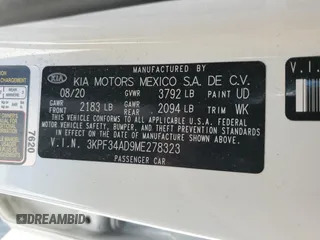 MANUFACTURED BY
KIA KIA MOTORS MEXICO S.A. DE C.V.
08/20 GVWR 3792 LB PAINT UD
GAWR FRONT 2183 LB GAWR REAR 2094 LB TRIM WK
THIS VEHICLE CONFORMS TO ALL APPLICABLE FEDERAL
MOTOR VEHICLE SAFETY, BUMPER, AND THEFT PREVENTION
STANDARDS IN EFFECT ON THE DATE OF MANUFACTURE
SHOWN ABOVE.
V.I.N. 3KPF34AD9ME278323
PASSENGER CAR
7620
V.I.
DREAMBID